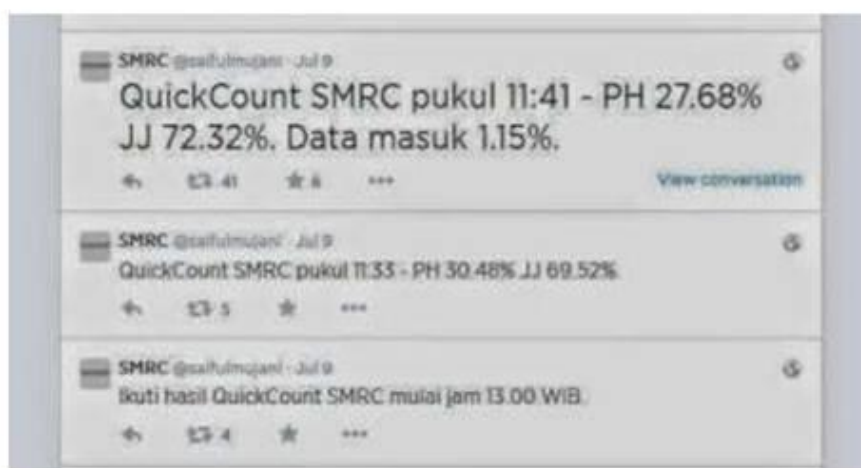 SMRC @saifulmujani · Jul 9
QuickCount SMRC pukul 11:41 - PH 27.68%
JJ 72.32%. Data masuk 1.15%.
41 6
View conversation
SMRC @saifulmujani · Jul 9
QuickCount SMRC pukul 11:33 - PH 30.48% JJ 69.52%
5
SMRC @saifulmujani · Jul 9
Ikuti hasil QuickCount SMRC mulai jam 13.00 WIB.
4